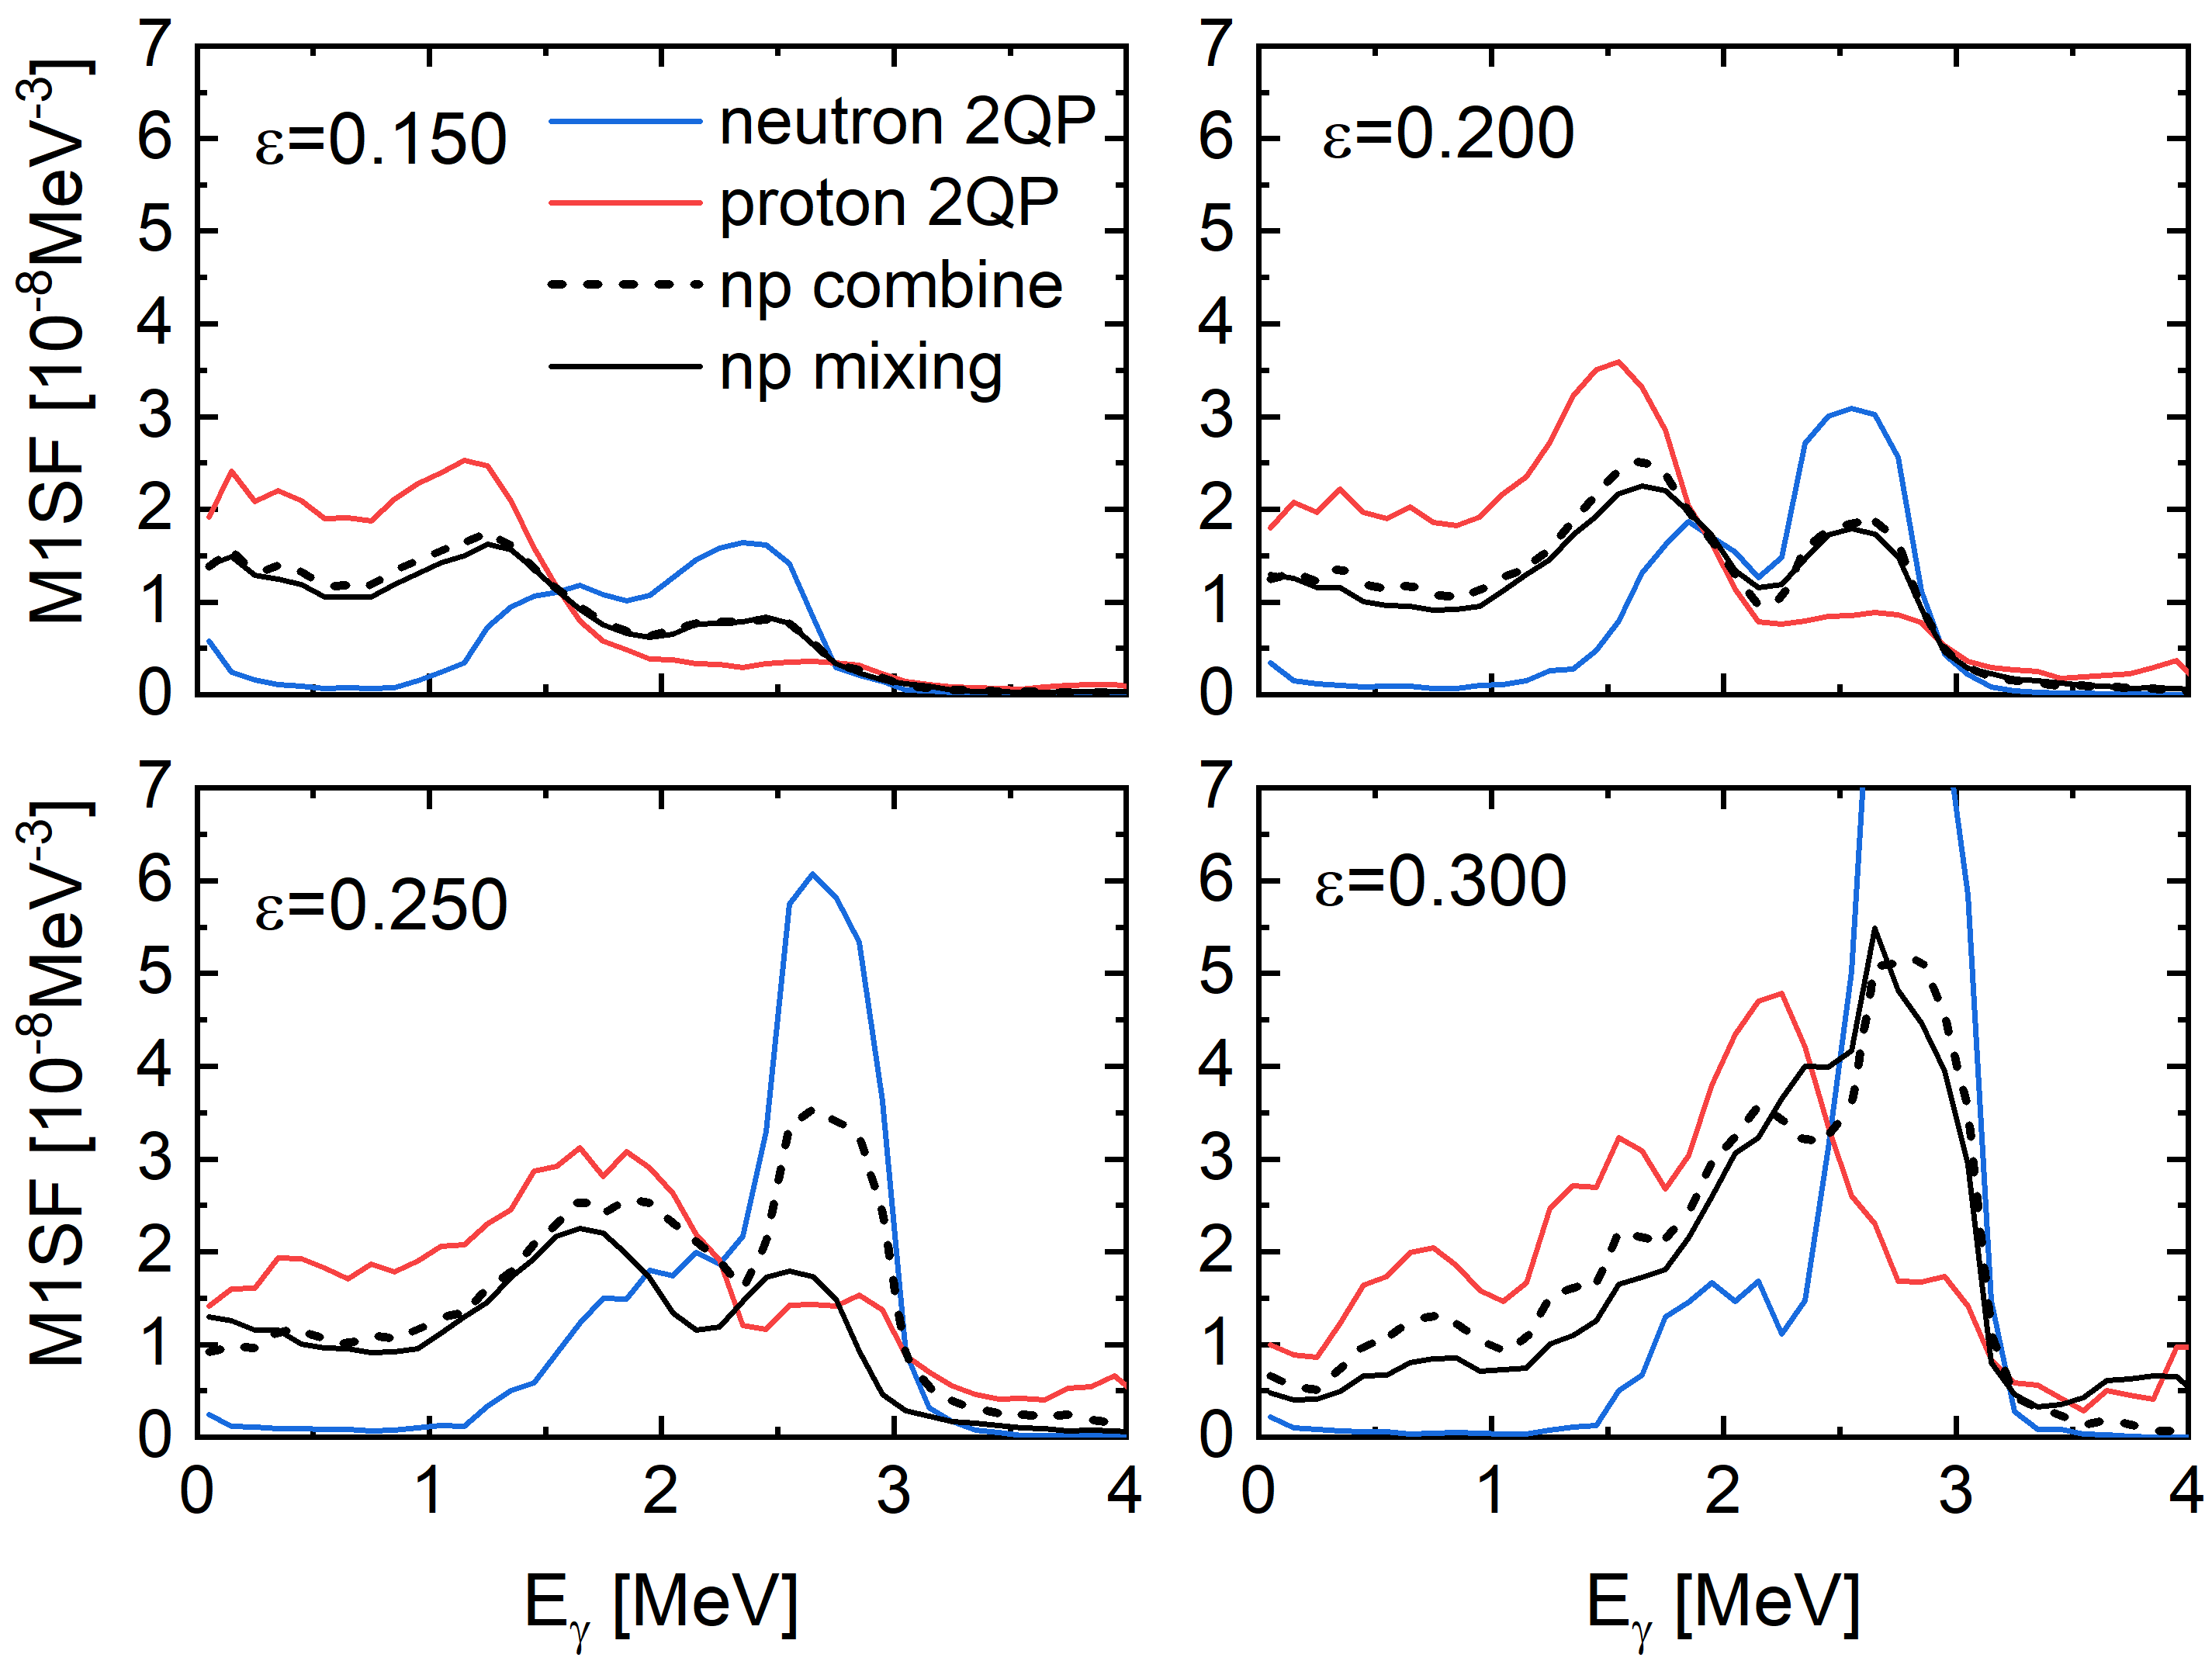 M1SF [10⁻⁸MeV⁻³]
7
6
5
4
3
2
1
0
ε=0.150
neutron 2QP
proton 2QP
np combine
np mixing
7
6
5
4
3
2
1
0
ε=0.200
M1SF [10⁻⁸MeV⁻³]
7
6
5
4
3
2
1
0
ε=0.250
0 1 2 3 4
Eγ [MeV]
7
6
5
4
3
2
1
0
ε=0.300
0 1 2 3 4
Eγ [MeV]